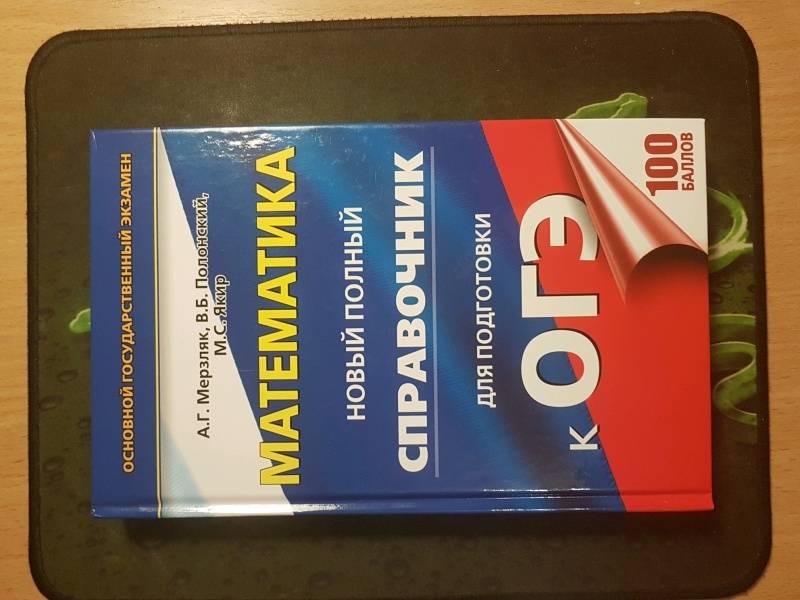 ОСНОВНОЙ ГОСУДАРСТВЕННЫЙ ЭКЗАМЕН
А.Г. Мерзляк, В.Б. Полонский,
М.С. Якир
МАТЕМАТИКА
НОВЫЙ ПОЛНЫЙ
СПРАВОЧНИК
ДЛЯ ПОДГОТОВКИ
К ОГЭ
100
БАЛЛОВ